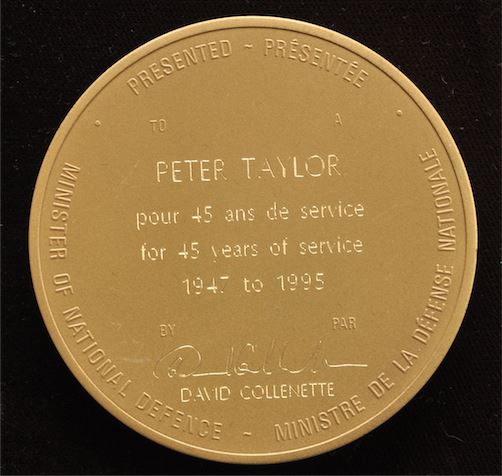 PRESENTED ~ PRÉSENTÉE
TO A
PETER TAYLOR
pour 45 ans de service
for 45 years of service
1947 to 1995
BY PAR
DAVID COLLENETTE
MINISTER OF NATIONAL DEFENCE ~ MINISTRE DE LA DÉFENSE NATIONALE